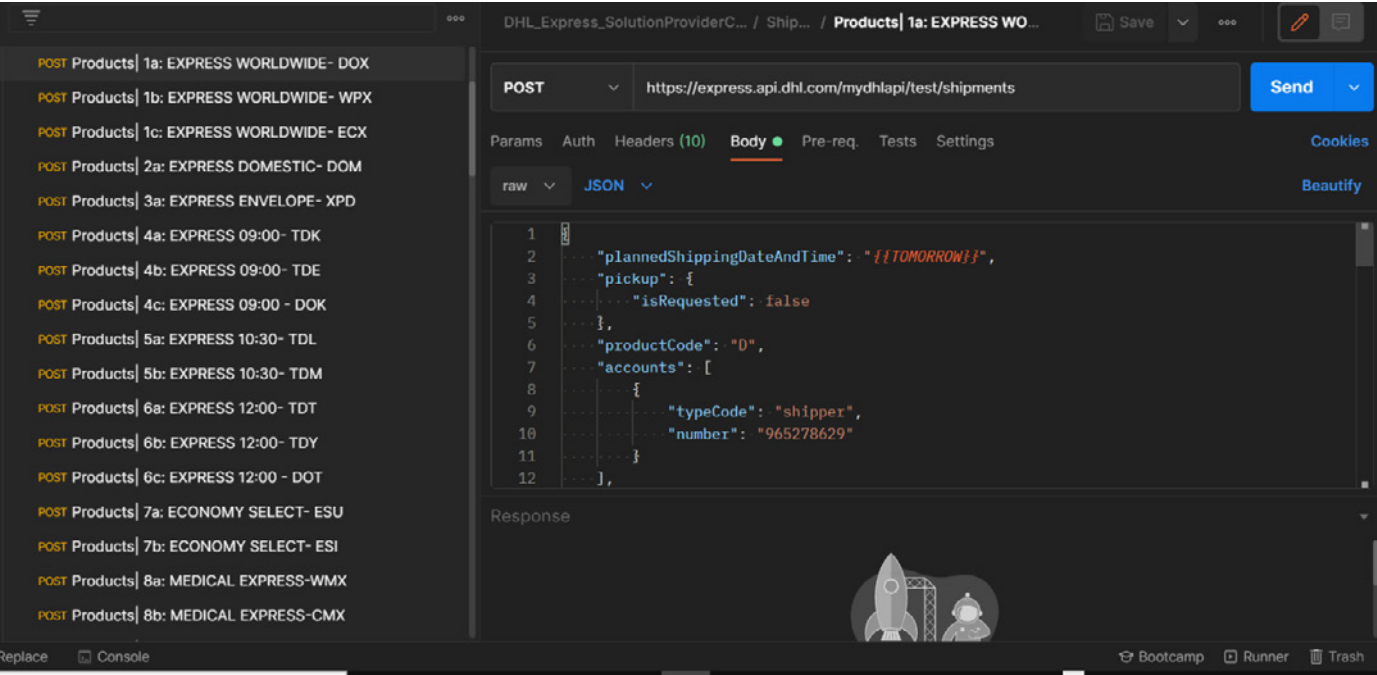 DHL_Express_SolutionProviderC... / Ship... / Products| 1a: EXPRESS WO...
Save
POST Products| 1a: EXPRESS WORLDWIDE- DOX
POST Products| 1b: EXPRESS WORLDWIDE- WPX
POST Products| 1c: EXPRESS WORLDWIDE- ECX
POST Products| 2a: EXPRESS DOMESTIC- DOM
POST Products| 3a: EXPRESS ENVELOPE- XPD
POST Products| 4a: EXPRESS 09:00- TDK
POST Products| 4b: EXPRESS 09:00- TDE
POST Products| 4c: EXPRESS 09:00 - DOK
POST Products| 5a: EXPRESS 10:30- TDL
POST Products| 5b: EXPRESS 10:30- TDM
POST Products| 6a: EXPRESS 12:00- TDT
POST Products| 6b: EXPRESS 12:00- TDY
POST Products| 6c: EXPRESS 12:00 - DOT
POST Products| 7a: ECONOMY SELECT- ESU
POST Products| 7b: ECONOMY SELECT- ESI
POST Products| 8a: MEDICAL EXPRESS-WMX
POST Products| 8b: MEDICAL EXPRESS-CMX
POST https://express.api.dhl.com/mydhlapi/test/shipments Send
Params Auth Headers (10) Body Pre-req. Tests Settings Cookies
raw JSON Beautify
1 {
2 "plannedShippingDateAndTime": "{{TOMORROW}}",
3 "pickup": {
4 "isRequested": false
5 },
6 "productCode": "D",
7 "accounts": [
8 {
9 "typeCode": "shipper",
10 "number": "965278629"
11 }
12 ],
Response
Replace Console Bootcamp Runner Trash